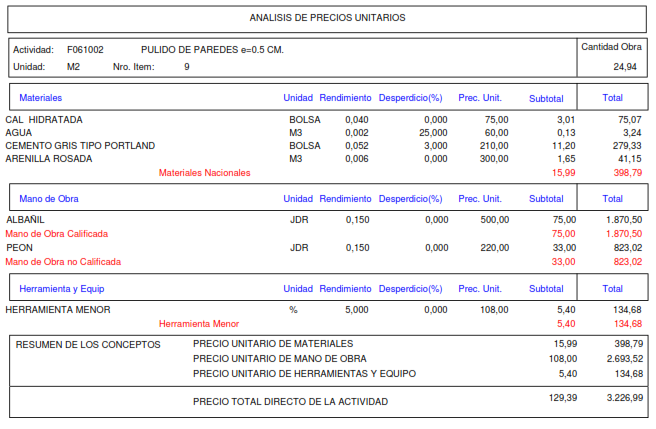 ANALISIS DE PRECIOS UNITARIOS
Actividad: F061002 PULIDO DE PAREDES e=0.5 CM. Cantidad Obra
Unidad: M2 Nro. Item: 9 24,94
Materiales Unidad Rendimiento Desperdicio(%) Prec. Unit. Subtotal Total
CAL HIDRATADA BOLSA 0,040 0,000 75,00 3,01 75,07
AGUA M3 0,002 25,000 60,00 0,13 3,24
CEMENTO GRIS TIPO PORTLAND BOLSA 0,052 3,000 210,00 11,20 279,33
ARENILLA ROSADA M3 0,006 0,000 300,00 1,65 41,15
Materiales Nacionales 15,99 398,79
Mano de Obra Unidad Rendimiento Desperdicio(%) Prec. Unit. Subtotal Total
ALBAÑIL JDR 0,150 0,000 500,00 75,00 1.870,50
Mano de Obra Calificada 75,00 1.870,50
PEON JDR 0,150 0,000 220,00 33,00 823,02
Mano de Obra no Calificada 33,00 823,02
Herramienta y Equip Unidad Rendimiento Desperdicio(%) Prec. Unit. Subtotal Total
HERRAMIENTA MENOR % 5,000 0,000 108,00 5,40 134,68
Herramienta Menor 5,40 134,68
RESUMEN DE LOS CONCEPTOS PRECIO UNITARIO DE MATERIALES 15,99 398,79
PRECIO UNITARIO DE MANO DE OBRA 108,00 2.693,52
PRECIO UNITARIO DE HERRAMIENTAS Y EQUIPO 5,40 134,68
PRECIO TOTAL DIRECTO DE LA ACTIVIDAD 129,39 3.226,99